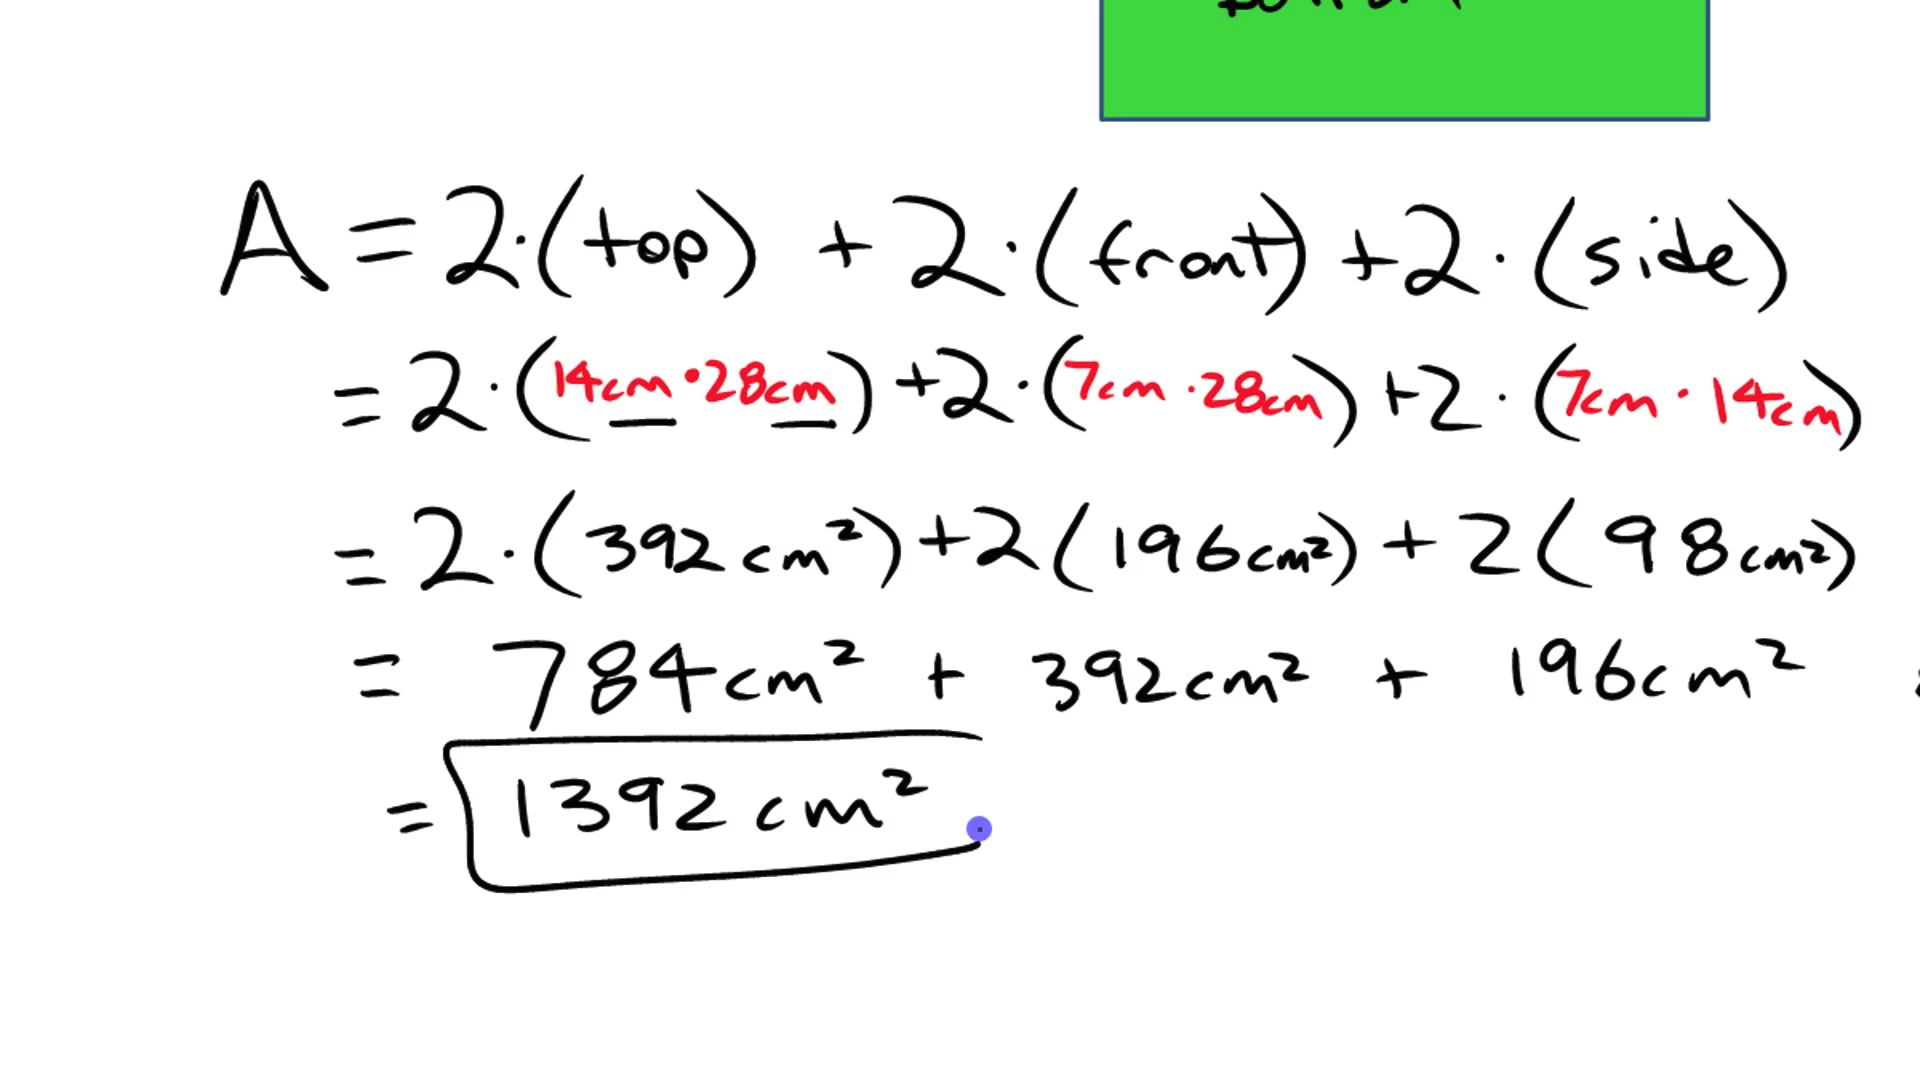 A = 2·(top) + 2·(front) + 2·(side)
= 2·(14cm·28cm) + 2·(7cm·28cm) + 2·(7cm·14cm)
= 2·(392cm²) + 2(196cm²) + 2(98cm²)
= 784cm² + 392cm² + 196cm²
= 1392cm²